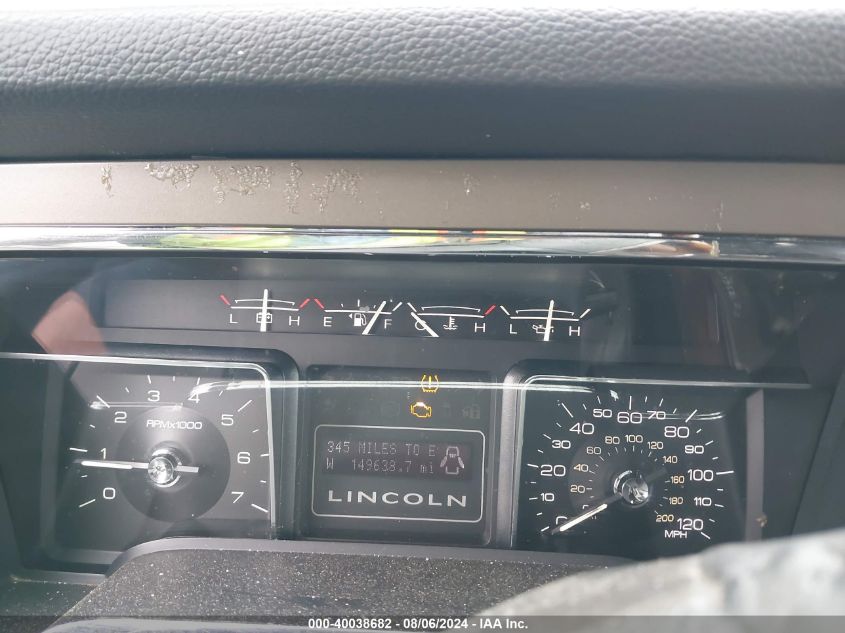 L H E F C H L H
RPMx1000
0 1 2 3 4 5 6 7
345 MILES TO E
W 149638.7 mi
LINCOLN
0 10 20 30 40 50 60 70 80 90 100 110 120
MPH
20 40 60 80 100 120 140 160 180 200
000-40038682 - 08/06/2024 - IAA Inc.